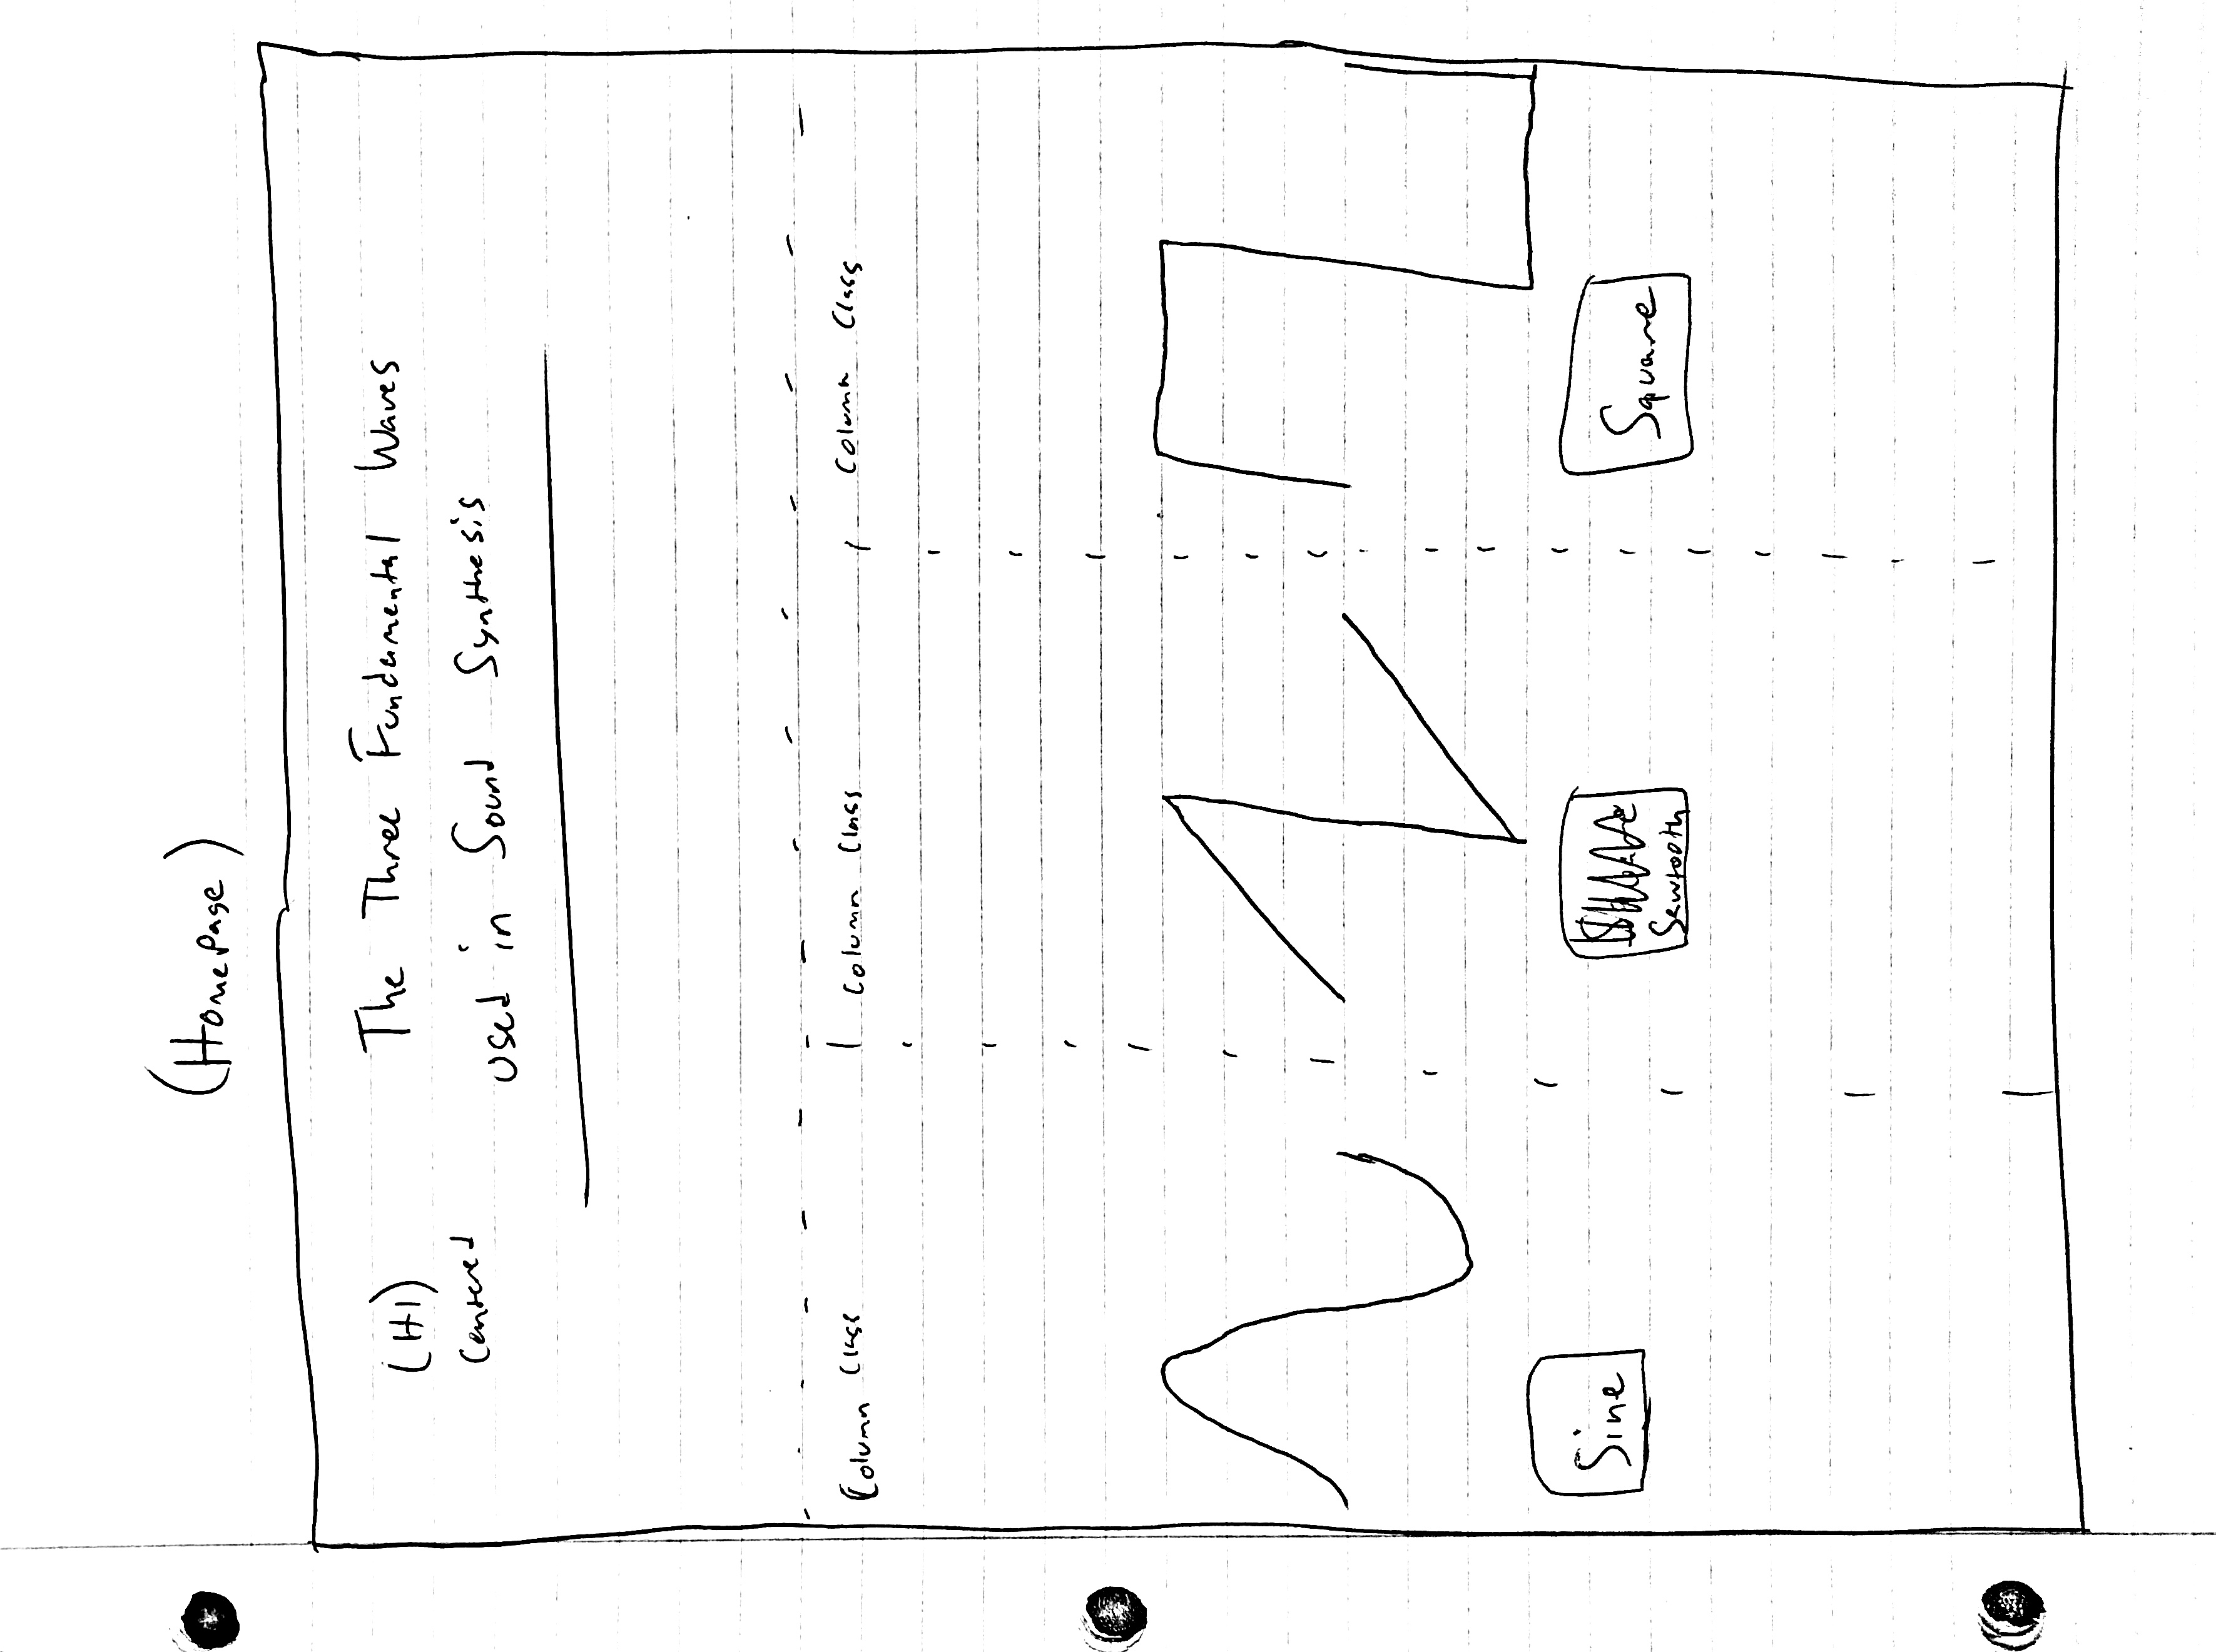 (Homepage)
(H1) The Three Fundamental Waves
Centered
used in Sound Synthesis
Column Class
Column Class
Column Class
Sine
Sawtooth
Square